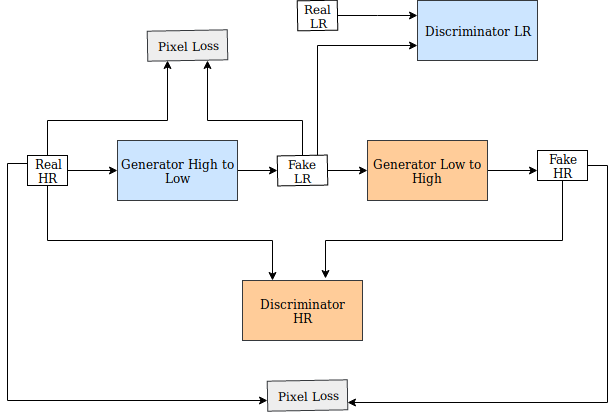 Real
LR
Discriminator LR
Pixel Loss
Real
HR
Generator High to
Low
Fake
LR
Generator Low to
High
Fake
HR
Discriminator
HR
Pixel Loss